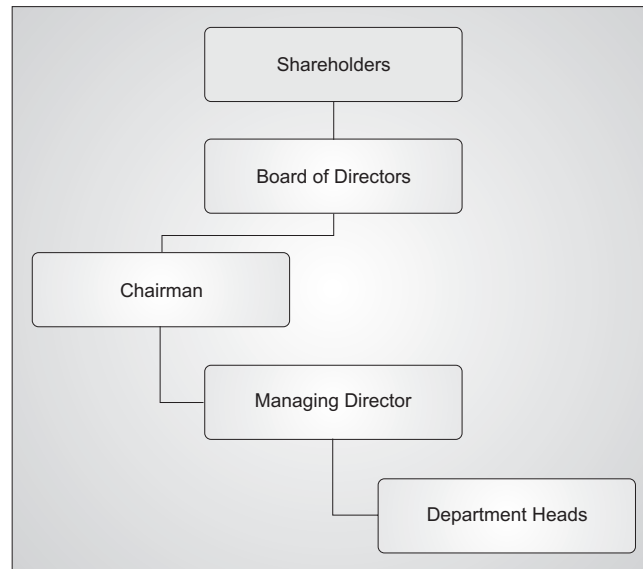 Shareholders
Board of Directors
Chairman
Managing Director
Department Heads